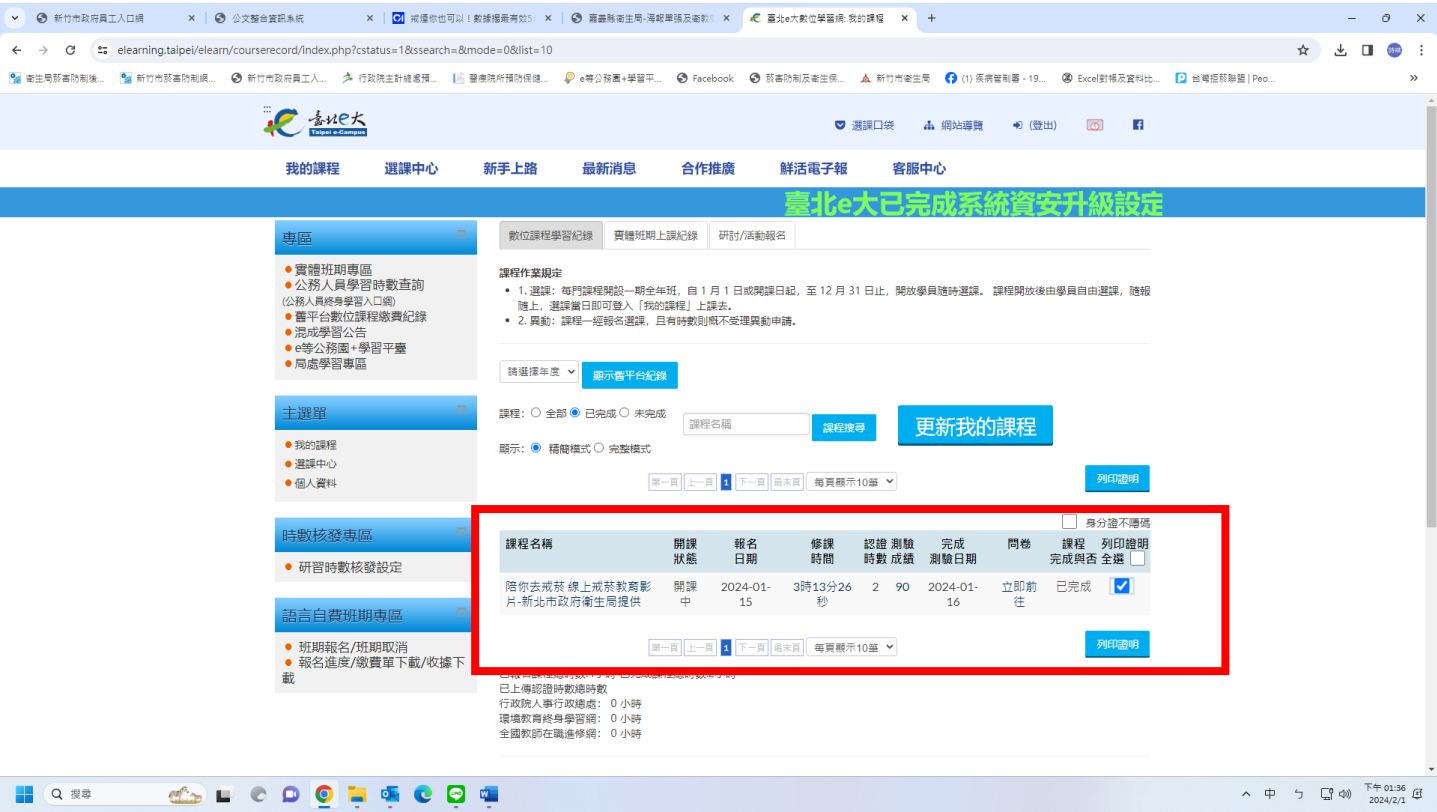 新竹市政府員工入口網
公文整合資訊系統
戒煙你也可以！數據揭最有效5
嘉義縣衛生局-海報單張及衛教
臺北e大數位學習網: 我的課程
elearning.taipei/elearn/courserecord/index.php?cstatus=1&ssearch=&mode=0&list=10
衛生局菸害防制後...
新竹市菸害防制網...
新竹市政府員工入...
行政院主計總處預...
醫療院所預防保健...
e等公務園+學習平...
Facebook
菸害防制及衛生保...
新竹市衛生局
(1) 疾病管制署 - 19...
Excel對帳及資料比...
台灣拒菸聯盟 | Peo...
臺北e大
Taipei e-Campus
選課口袋
網站導覽
(登出)
我的課程
選課中心
新手上路
最新消息
合作推廣
鮮活電子報
客服中心
臺北e大已完成系統資安升級設定
專區
實體班期專區
公務人員學習時數查詢
(公務人員終身學習入口網)
舊平台數位課程繳費紀錄
混成學習公告
e等公務園+學習平臺
局處學習專區
主選單
我的課程
選課中心
個人資料
時數核發專區
研習時數核發設定
語言自費班期專區
班期報名/班期取消
報名進度/繳費單下載/收據下
載
數位課程學習紀錄
實體班期上課紀錄
研討/活動報名
課程作業規定
1. 選課：每門課程開設一期全年班，自 1 月 1 日或開課日起，至 12 月 31 日止，開放學員隨時選課。 課程開放後由學員自由選課，隨報
隨上，選課當日即可登入「我的課程」上課去。
2. 異動：課程一經報名選課，且有時數則概不受理異動申請。
請選擇年度
顯示舊平台紀錄
課程： 全部 已完成 未完成
課程名稱
課程搜尋
更新我的課程
顯示： 精簡模式 完整模式
第一頁 上一頁 1 下一頁 最末頁 每頁顯示10筆
列印證明
身分證不隱碼
課程名稱 開課 報名 修課 認證 測驗 完成 問卷 課程 列印證明
狀態 日期 時間 時數 成績 測驗日期 完成與否 全選
陪你去戒菸 線上戒菸教育影 開課 2024-01- 3時13分26 2 90 2024-01- 立即前 已完成
片-新北市政府衛生局提供 中 15 秒 16 往
第一頁 上一頁 1 下一頁 最末頁 每頁顯示10筆
列印證明
已上傳認證時數總時數
行政院人事行政總處： 0 小時
環境教育終身學習網： 0 小時
全國教師在職進修網： 0 小時
搜尋
中
下午 01:36
2024/2/1